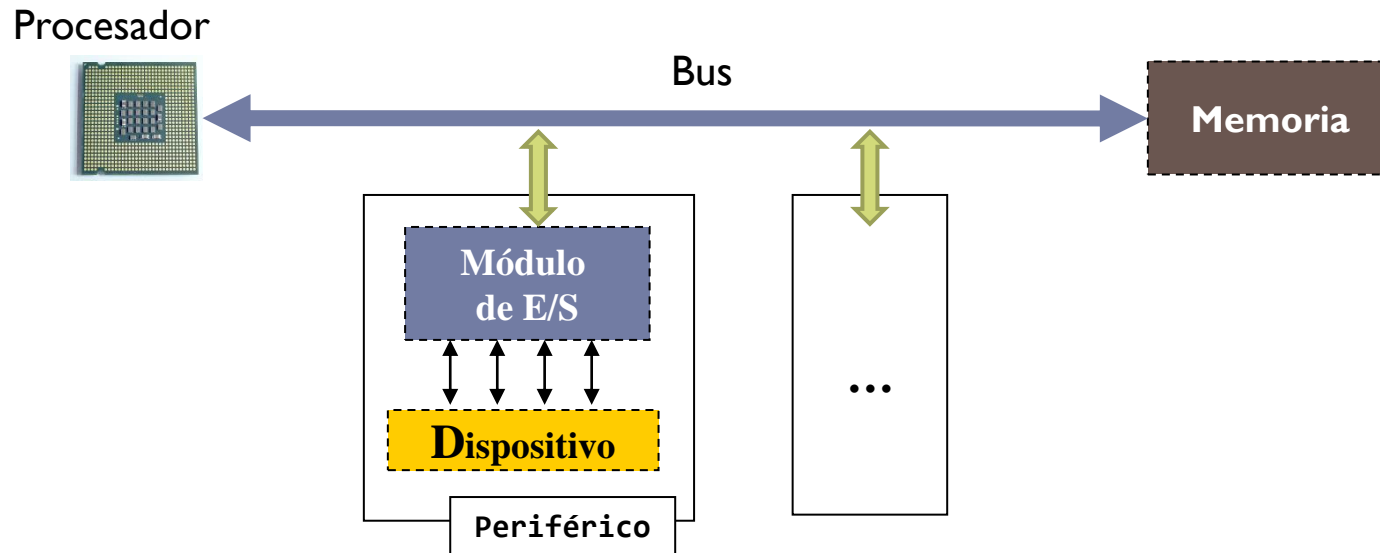 Procesador
Bus
Memoria
Módulo
de E/S
...
Dispositivo
Periférico